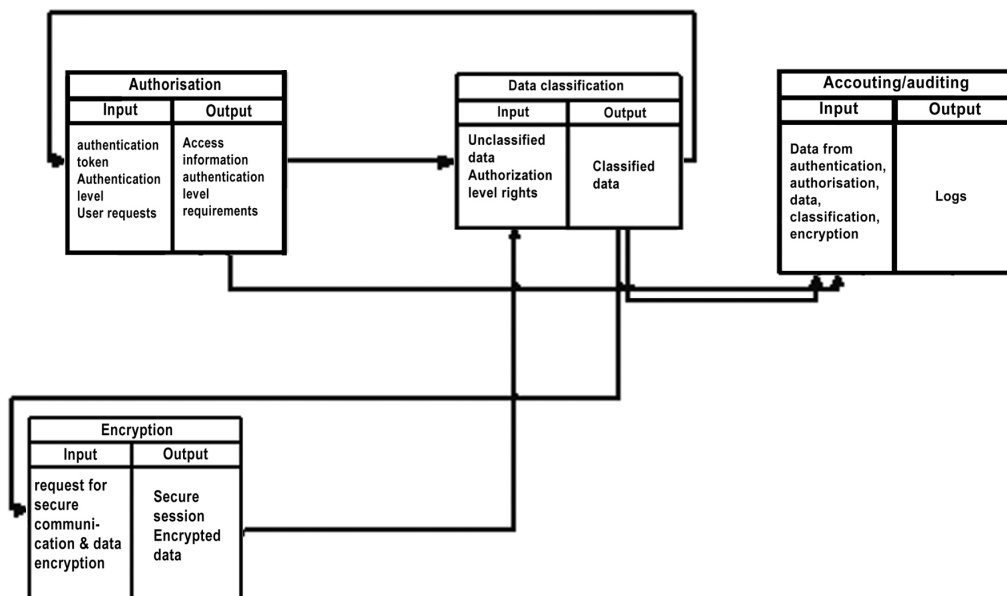 Authorisation
Input
Output
authentication
token
Authentication
level
User requests
Access
information
authentication
level
requirements
Data classification
Input
Output
Unclassified
data
Authorization
level rights
Classified
data
Accouting/auditing
Input
Output
Data from
authentication,
authorisation,
data,
classification,
encryption
Logs
Encryption
Input
Output
request for
secure
communi-
cation & data
encryption
Secure
session
Encrypted
data